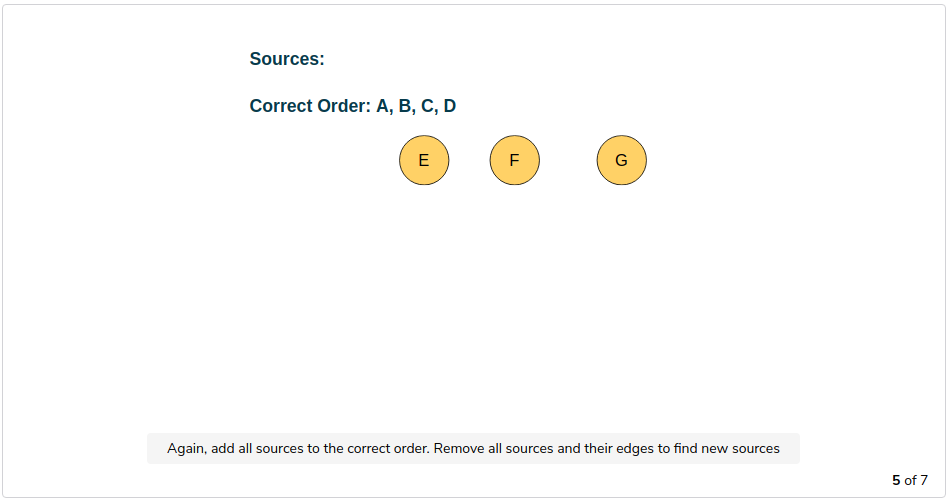 Sources:
Correct Order: A, B, C, D
E F G
Again, add all sources to the correct order. Remove all sources and their edges to find new sources
5 of 7